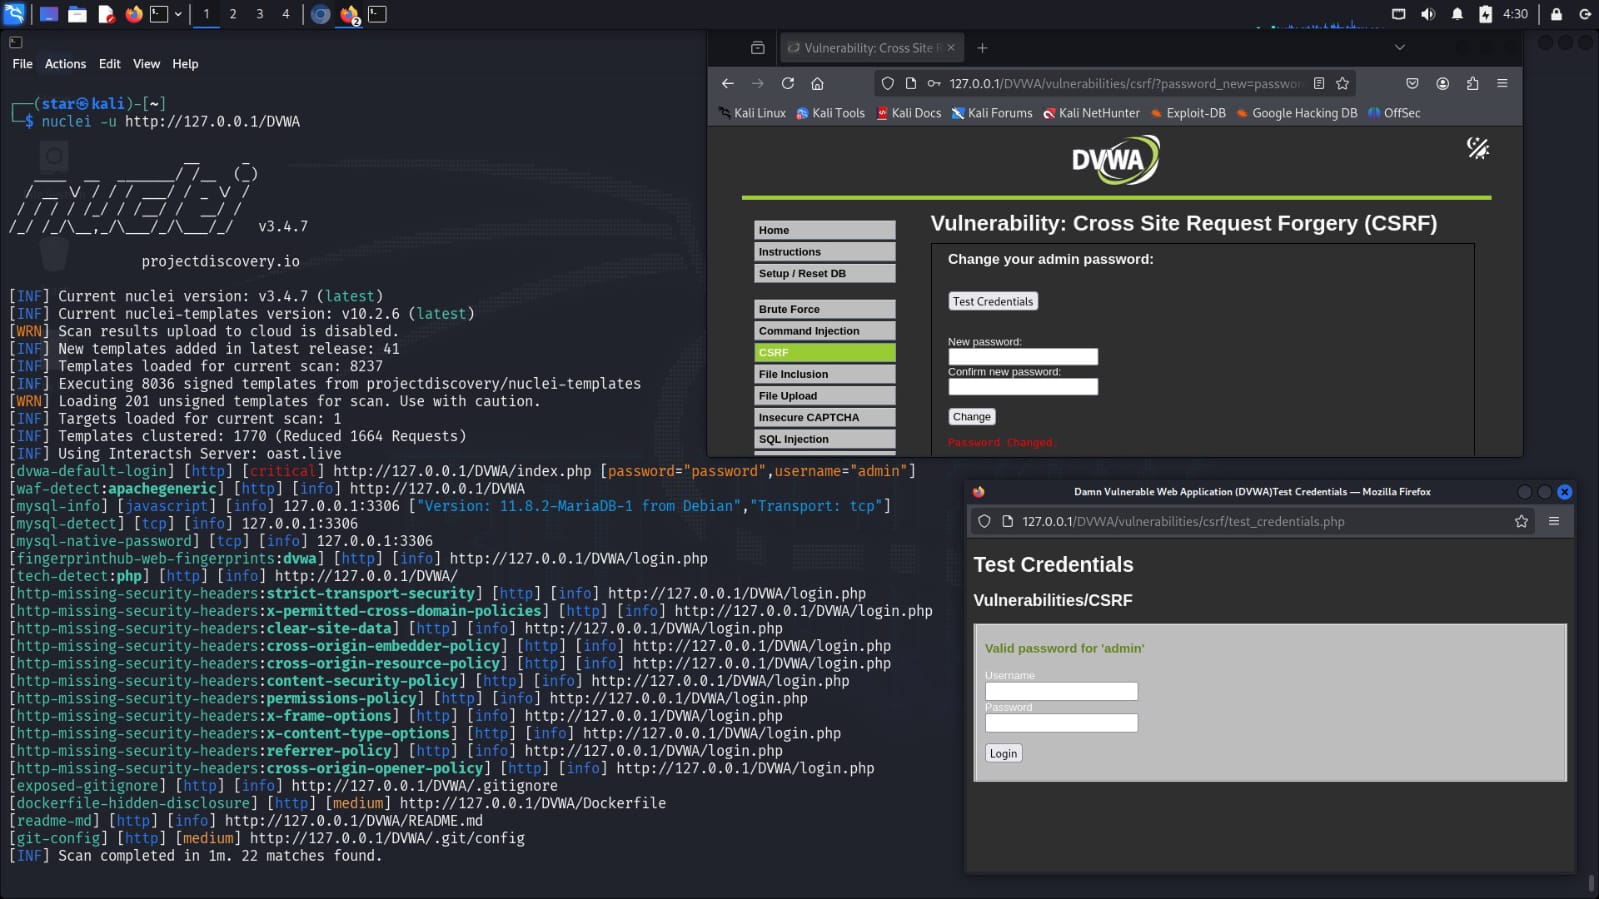 1 2 3 4
2
4:30
File Actions Edit View Help
┌──(star㉿kali)-[~]
└─$ nuclei -u http://127.0.0.1/DVWA
nuclei v3.4.7
projectdiscovery.io
[INF] Current nuclei version: v3.4.7 (latest)
[INF] Current nuclei-templates version: v10.2.6 (latest)
[WRN] Scan results upload to cloud is disabled.
[INF] New templates added in latest release: 41
[INF] Templates loaded for current scan: 8237
[INF] Executing 8036 signed templates from projectdiscovery/nuclei-templates
[WRN] Loading 201 unsigned templates for scan. Use with caution.
[INF] Targets loaded for current scan: 1
[INF] Templates clustered: 1770 (Reduced 1664 Requests)
[INF] Using Interactsh Server: oast.live
[dvwa-default-login] [http] [critical] http://127.0.0.1/DVWA/index.php [password="password",username="admin"]
[waf-detect:apachegeneric] [http] [info] http://127.0.0.1/DVWA
[mysql-info] [javascript] [info] 127.0.0.1:3306 ["Version: 11.8.2-MariaDB-1 from Debian","Transport: tcp"]
[mysql-detect] [tcp] [info] 127.0.0.1:3306
[mysql-native-password] [tcp] [info] 127.0.0.1:3306
[fingerprinthub-web-fingerprints:dvwa] [http] [info] http://127.0.0.1/DVWA/login.php
[tech-detect:php] [http] [info] http://127.0.0.1/DVWA/
[http-missing-security-headers:strict-transport-security] [http] [info] http://127.0.0.1/DVWA/login.php
[http-missing-security-headers:x-permitted-cross-domain-policies] [http] [info] http://127.0.0.1/DVWA/login.php
[http-missing-security-headers:clear-site-data] [http] [info] http://127.0.0.1/DVWA/login.php
[http-missing-security-headers:cross-origin-embedder-policy] [http] [info] http://127.0.0.1/DVWA/login.php
[http-missing-security-headers:cross-origin-resource-policy] [http] [info] http://127.0.0.1/DVWA/login.php
[http-missing-security-headers:content-security-policy] [http] [info] http://127.0.0.1/DVWA/login.php
[http-missing-security-headers:permissions-policy] [http] [info] http://127.0.0.1/DVWA/login.php
[http-missing-security-headers:x-frame-options] [http] [info] http://127.0.0.1/DVWA/login.php
[http-missing-security-headers:x-content-type-options] [http] [info] http://127.0.0.1/DVWA/login.php
[http-missing-security-headers:referrer-policy] [http] [info] http://127.0.0.1/DVWA/login.php
[http-missing-security-headers:cross-origin-opener-policy] [http] [info] http://127.0.0.1/DVWA/login.php
[exposed-gitignore] [http] [info] http://127.0.0.1/DVWA/.gitignore
[dockerfile-hidden-disclosure] [http] [medium] http://127.0.0.1/DVWA/Dockerfile
[readme-md] [http] [info] http://127.0.0.1/DVWA/README.md
[git-config] [http] [medium] http://127.0.0.1/DVWA/.git/config
[INF] Scan completed in 1m. 22 matches found.
Vulnerability: Cross Site R
127.0.0.1/DVWA/vulnerabilities/csrf/?password_new=passwor
Kali Linux Kali Tools Kali Docs Kali Forums Kali NetHunter Exploit-DB Google Hacking DB OffSec
DVWA
Home
Instructions
Setup / Reset DB
Brute Force
Command Injection
CSRF
File Inclusion
File Upload
Insecure CAPTCHA
SQL Injection
Vulnerability: Cross Site Request Forgery (CSRF)
Change your admin password:
Test Credentials
New password:
Confirm new password:
Change
Password Changed.
Damn Vulnerable Web Application (DVWA)Test Credentials — Mozilla Firefox
127.0.0.1/DVWA/vulnerabilities/csrf/test_credentials.php
Test Credentials
Vulnerabilities/CSRF
Valid password for 'admin'
Username
Password
Login